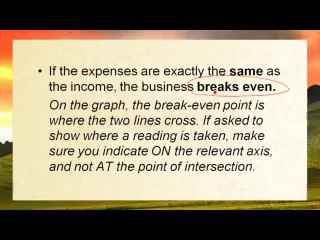 • If the expenses are exactly the same as
the income, the business breaks even.
On the graph, the break-even point is
where the two lines cross. If asked to
show where a reading is taken, make
sure you indicate ON the relevant axis,
and not AT the point of intersection.